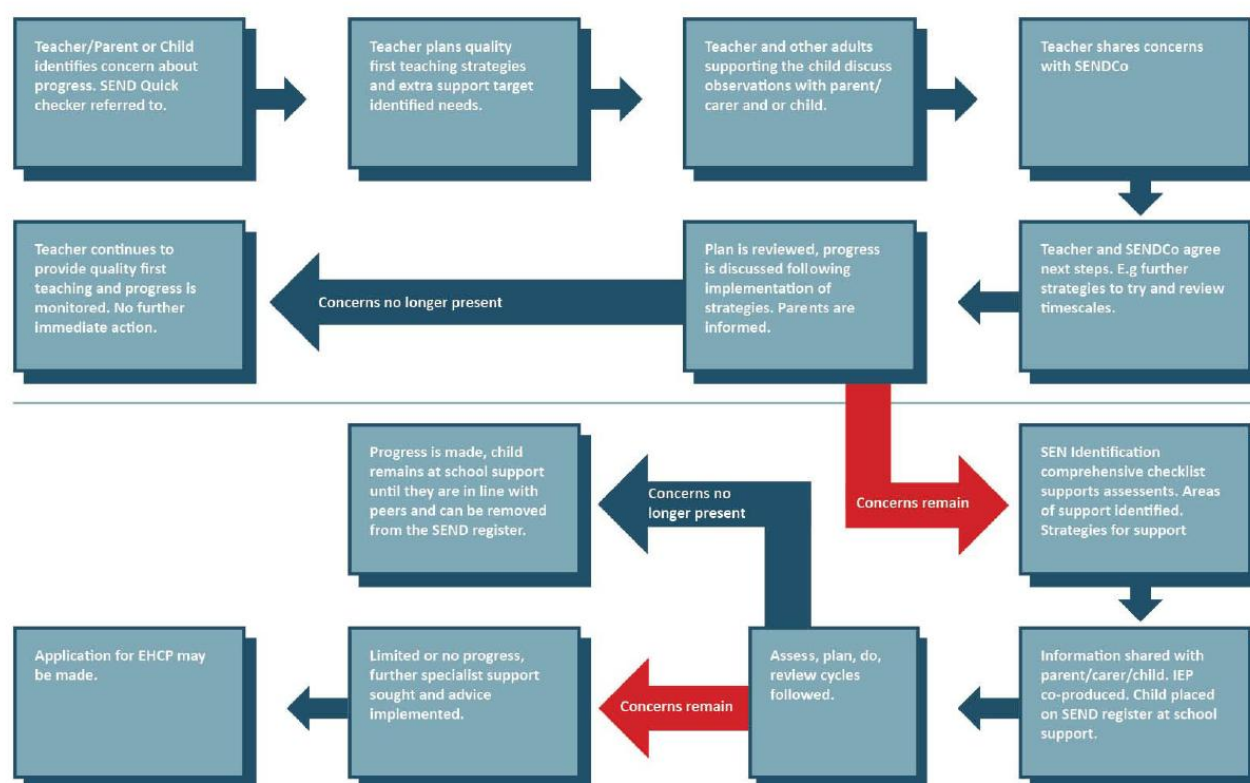 Teacher/Parent or Child
identifies concern about
progress. SEND Quick
checker referred to.
Teacher plans quality
first teaching strategies
and extra support target
identified needs.
Teacher and other adults
supporting the child discuss
observations with parent/
carer and or child.
Teacher shares concerns
with SENDCo
Teacher and SENDCo agree
next steps. E.g further
strategies to try and review
timescales.
Plan is reviewed, progress
is discussed following
implementation of
strategies. Parents are
informed.
Concerns no longer present
Teacher continues to
provide quality first
teaching and progress is
monitored. No further
immediate action.
Concerns remain
SEN Identification
comprehensive checklist
supports assessents. Areas
of support identified.
Strategies for support
Information shared with
parent/carer/child. IEP
co-produced. Child placed
on SEND register at school
support.
Assess, plan, do,
review cycles
followed.
Concerns no
longer present
Progress is made, child
remains at school support
until they are in line with
peers and can be removed
from the SEND register.
Concerns remain
Limited or no progress,
further specialist support
sought and advice
implemented.
Application for EHCP may
be made.